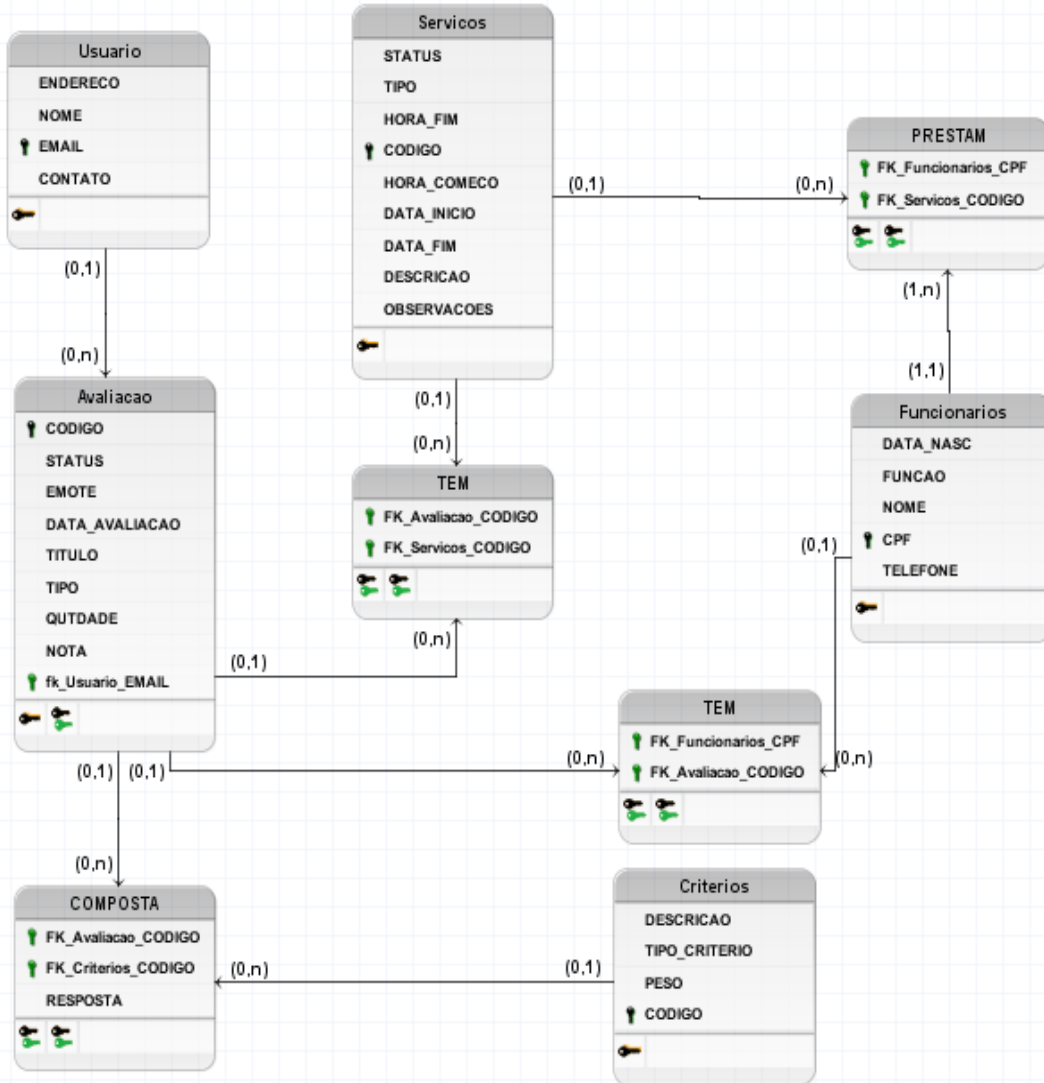 Usuario
ENDERECO
NOME
EMAIL
CONTATO
(0,1)
(0,n)
Servicos
STATUS
TIPO
HORA_FIM
CODIGO
HORA_COMECO
DATA_INICIO
DATA_FIM
DESCRICAO
OBSERVACOES
(0,1)
(0,n)
(0,1)
(0,n)
PRESTAM
FK_Funcionarios_CPF
FK_Servicos_CODIGO
(1,n)
(1,1)
Avaliacao
CODIGO
STATUS
EMOTE
DATA_AVALIACAO
TITULO
TIPO
QUTDADE
NOTA
fk_Usuario_EMAIL
(0,1)
(0,n)
TEM
FK_Avaliacao_CODIGO
FK_Servicos_CODIGO
Funcionarios
DATA_NASC
FUNCAO
NOME
CPF
TELEFONE
(0,1)
(0,n)
TEM
FK_Funcionarios_CPF
FK_Avaliacao_CODIGO
(0,1)
(0,1)
(0,n)
(0,n)
COMPOSTA
FK_Avaliacao_CODIGO
FK_Criterios_CODIGO
RESPOSTA
(0,n)
(0,1)
Criterios
DESCRICAO
TIPO_CRITERIO
PESO
CODIGO